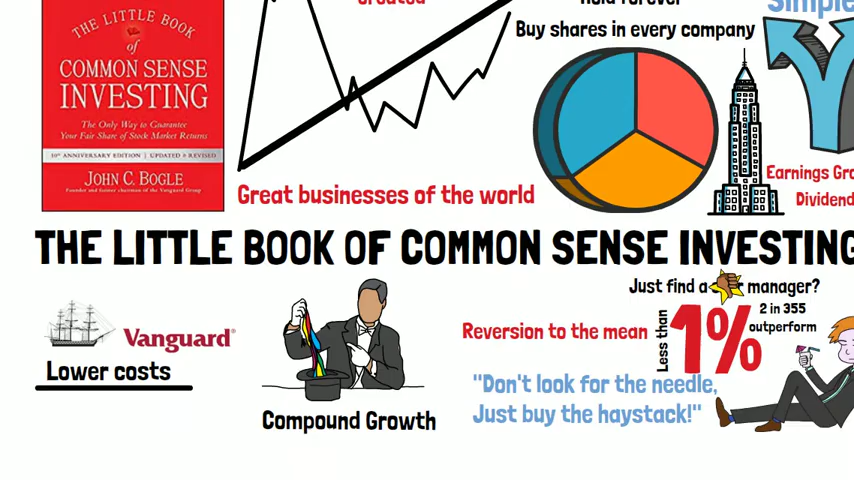 Created
Hold forever
Simple
Buy shares in every company
THE LITTLE BOOK
of
COMMON SENSE
INVESTING
The Only Way to Guarantee
Your Fair Share of Stock Market Returns
10TH ANNIVERSARY EDITION | UPDATED & REVISED
JOHN C. BOGLE
Founder and former chairman of the Vanguard Group
Great businesses of the world
Earnings Gro
Dividend
THE LITTLE BOOK OF COMMON SENSE INVESTING
Vanguard®
Lower costs
Compound Growth
Just find a manager?
Reversion to the mean
Less than
1%
2 in 355
outperform
"Don't look for the needle,
Just buy the haystack!"